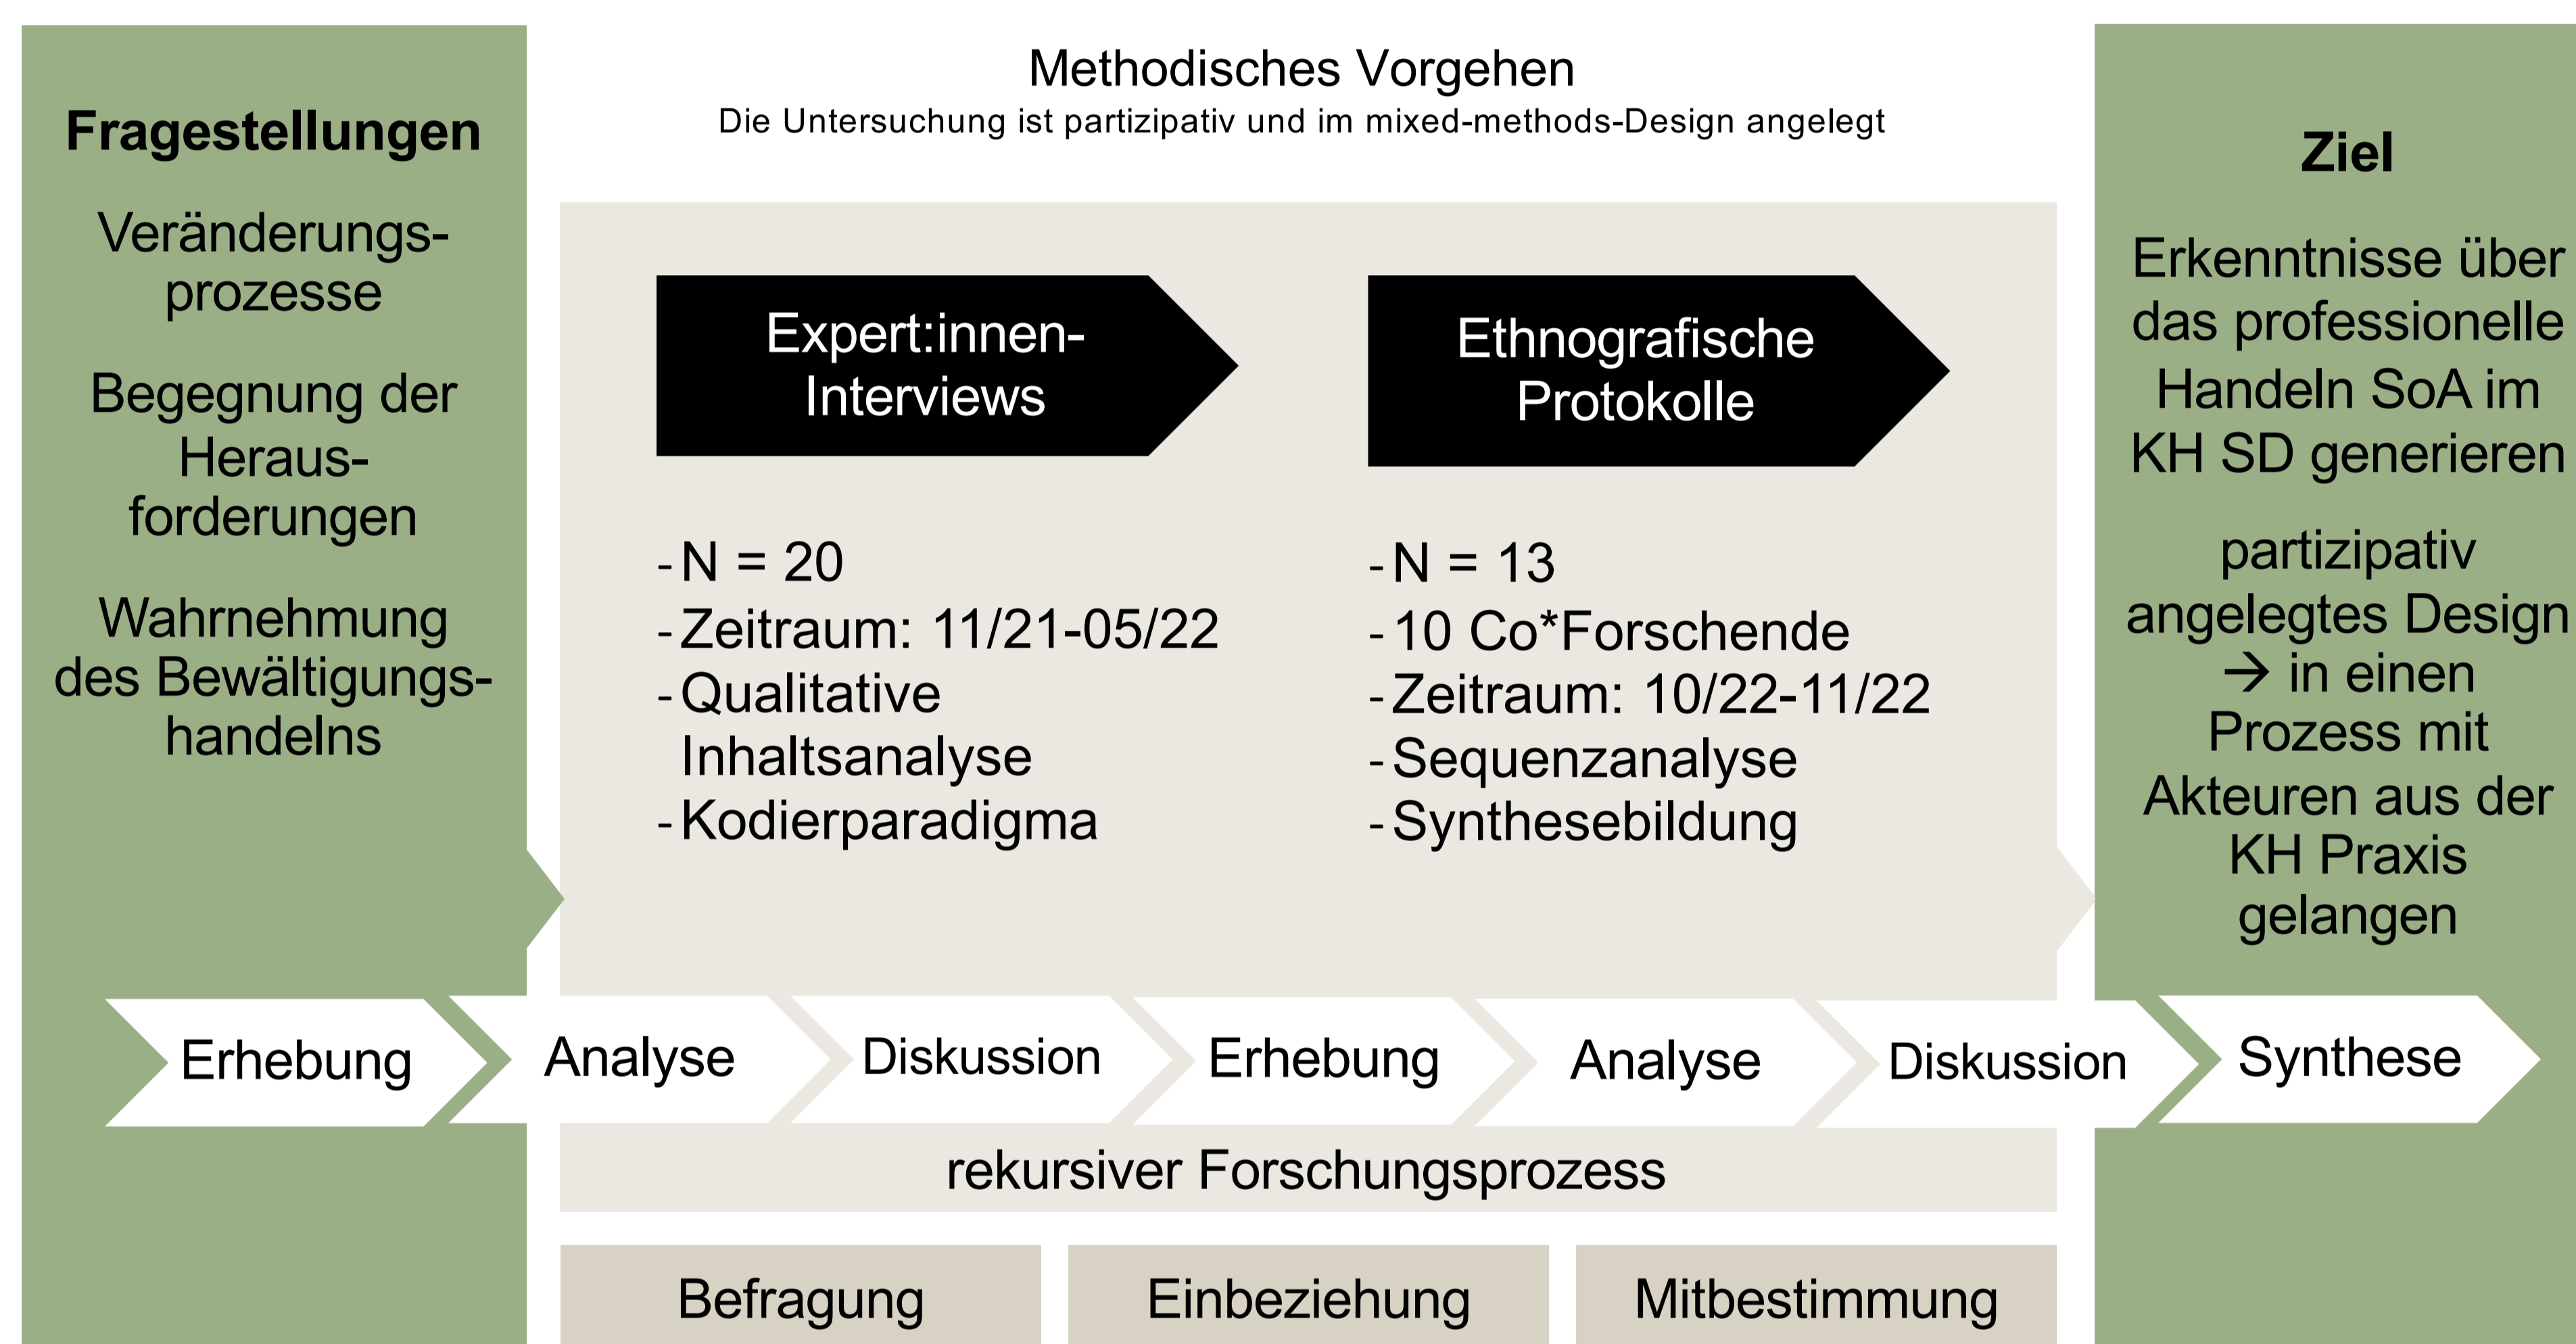 Fragestellungen
Veränderungs-
prozesse
Begegnung der
Heraus-
forderungen
Wahrnehmung
des Bewältigungs-
handelns
Methodisches Vorgehen
Die Untersuchung ist partizipativ und im mixed-methods-Design angelegt
Expert:innen-
Interviews
- N = 20
- Zeitraum: 11/21-05/22
- Qualitative
Inhaltsanalyse
- Kodierparadigma
Ethnografische
Protokolle
- N = 13
- 10 Co*Forschende
- Zeitraum: 10/22-11/22
- Sequenzanalyse
- Synthesebildung
Ziel
Erkenntnisse über
das professionelle
Handeln SoA im
KH SD generieren
partizipativ
angelegtes Design
→ in einen
Prozess mit
Akteuren aus der
KH Praxis
gelangen
Erhebung
Analyse
Diskussion
Erhebung
Analyse
Diskussion
Synthese
rekursiver Forschungsprozess
Befragung
Einbeziehung
Mitbestimmung